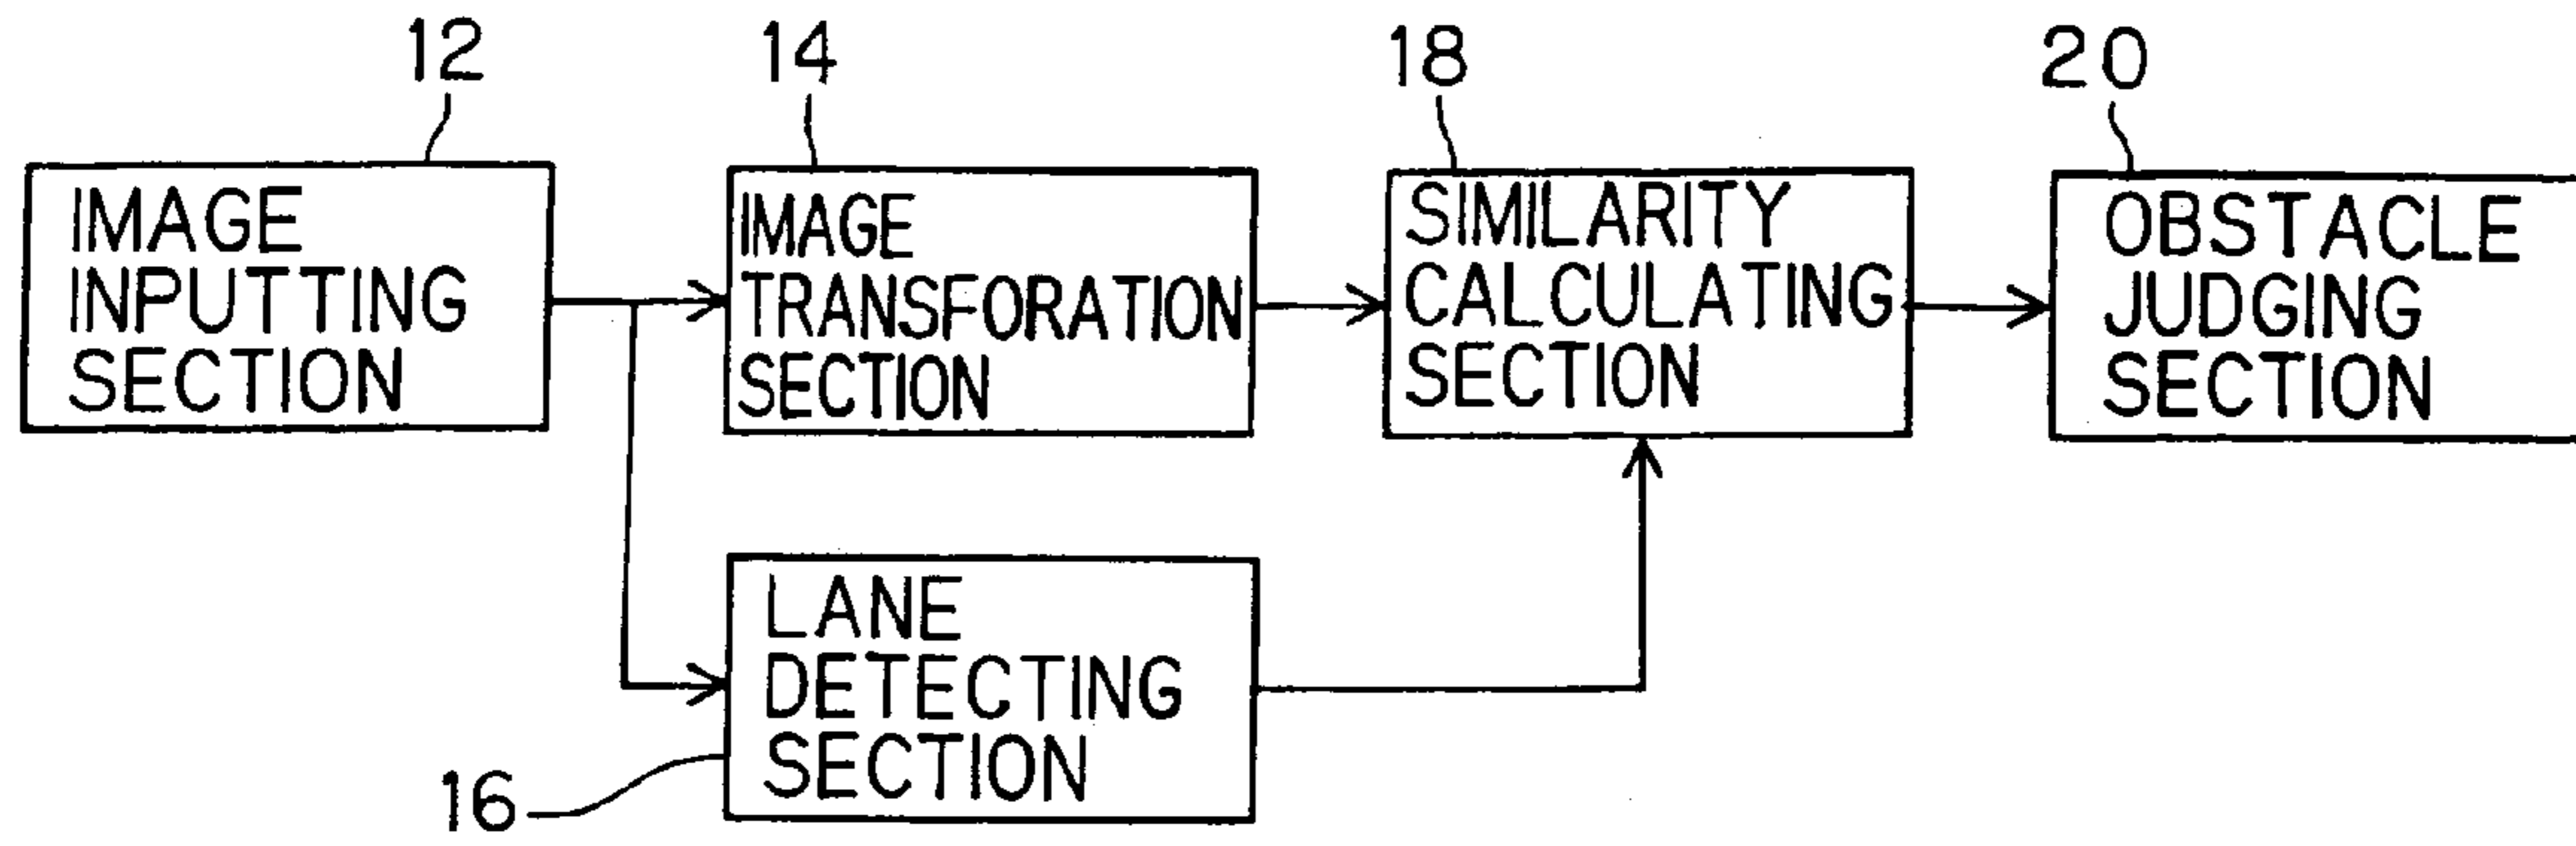 12
14
18
20
IMAGE
INPUTTING
SECTION
IMAGE
TRANSFORATION
SECTION
SIMILARITY
CALCULATING
SECTION
OBSTACLE
JUDGING
SECTION
LANE
DETECTING
SECTION
16